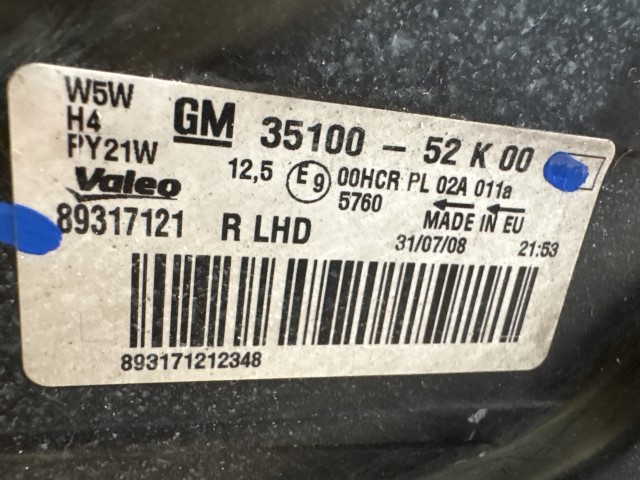 W5W
H4
PY21W
GM 35100 - 52 K 00
12,5 E9 00HCR PL 02A 011a
5760
Valeo
89317121 R LHD
MADE IN EU
31/07/08 21:53
893171212348